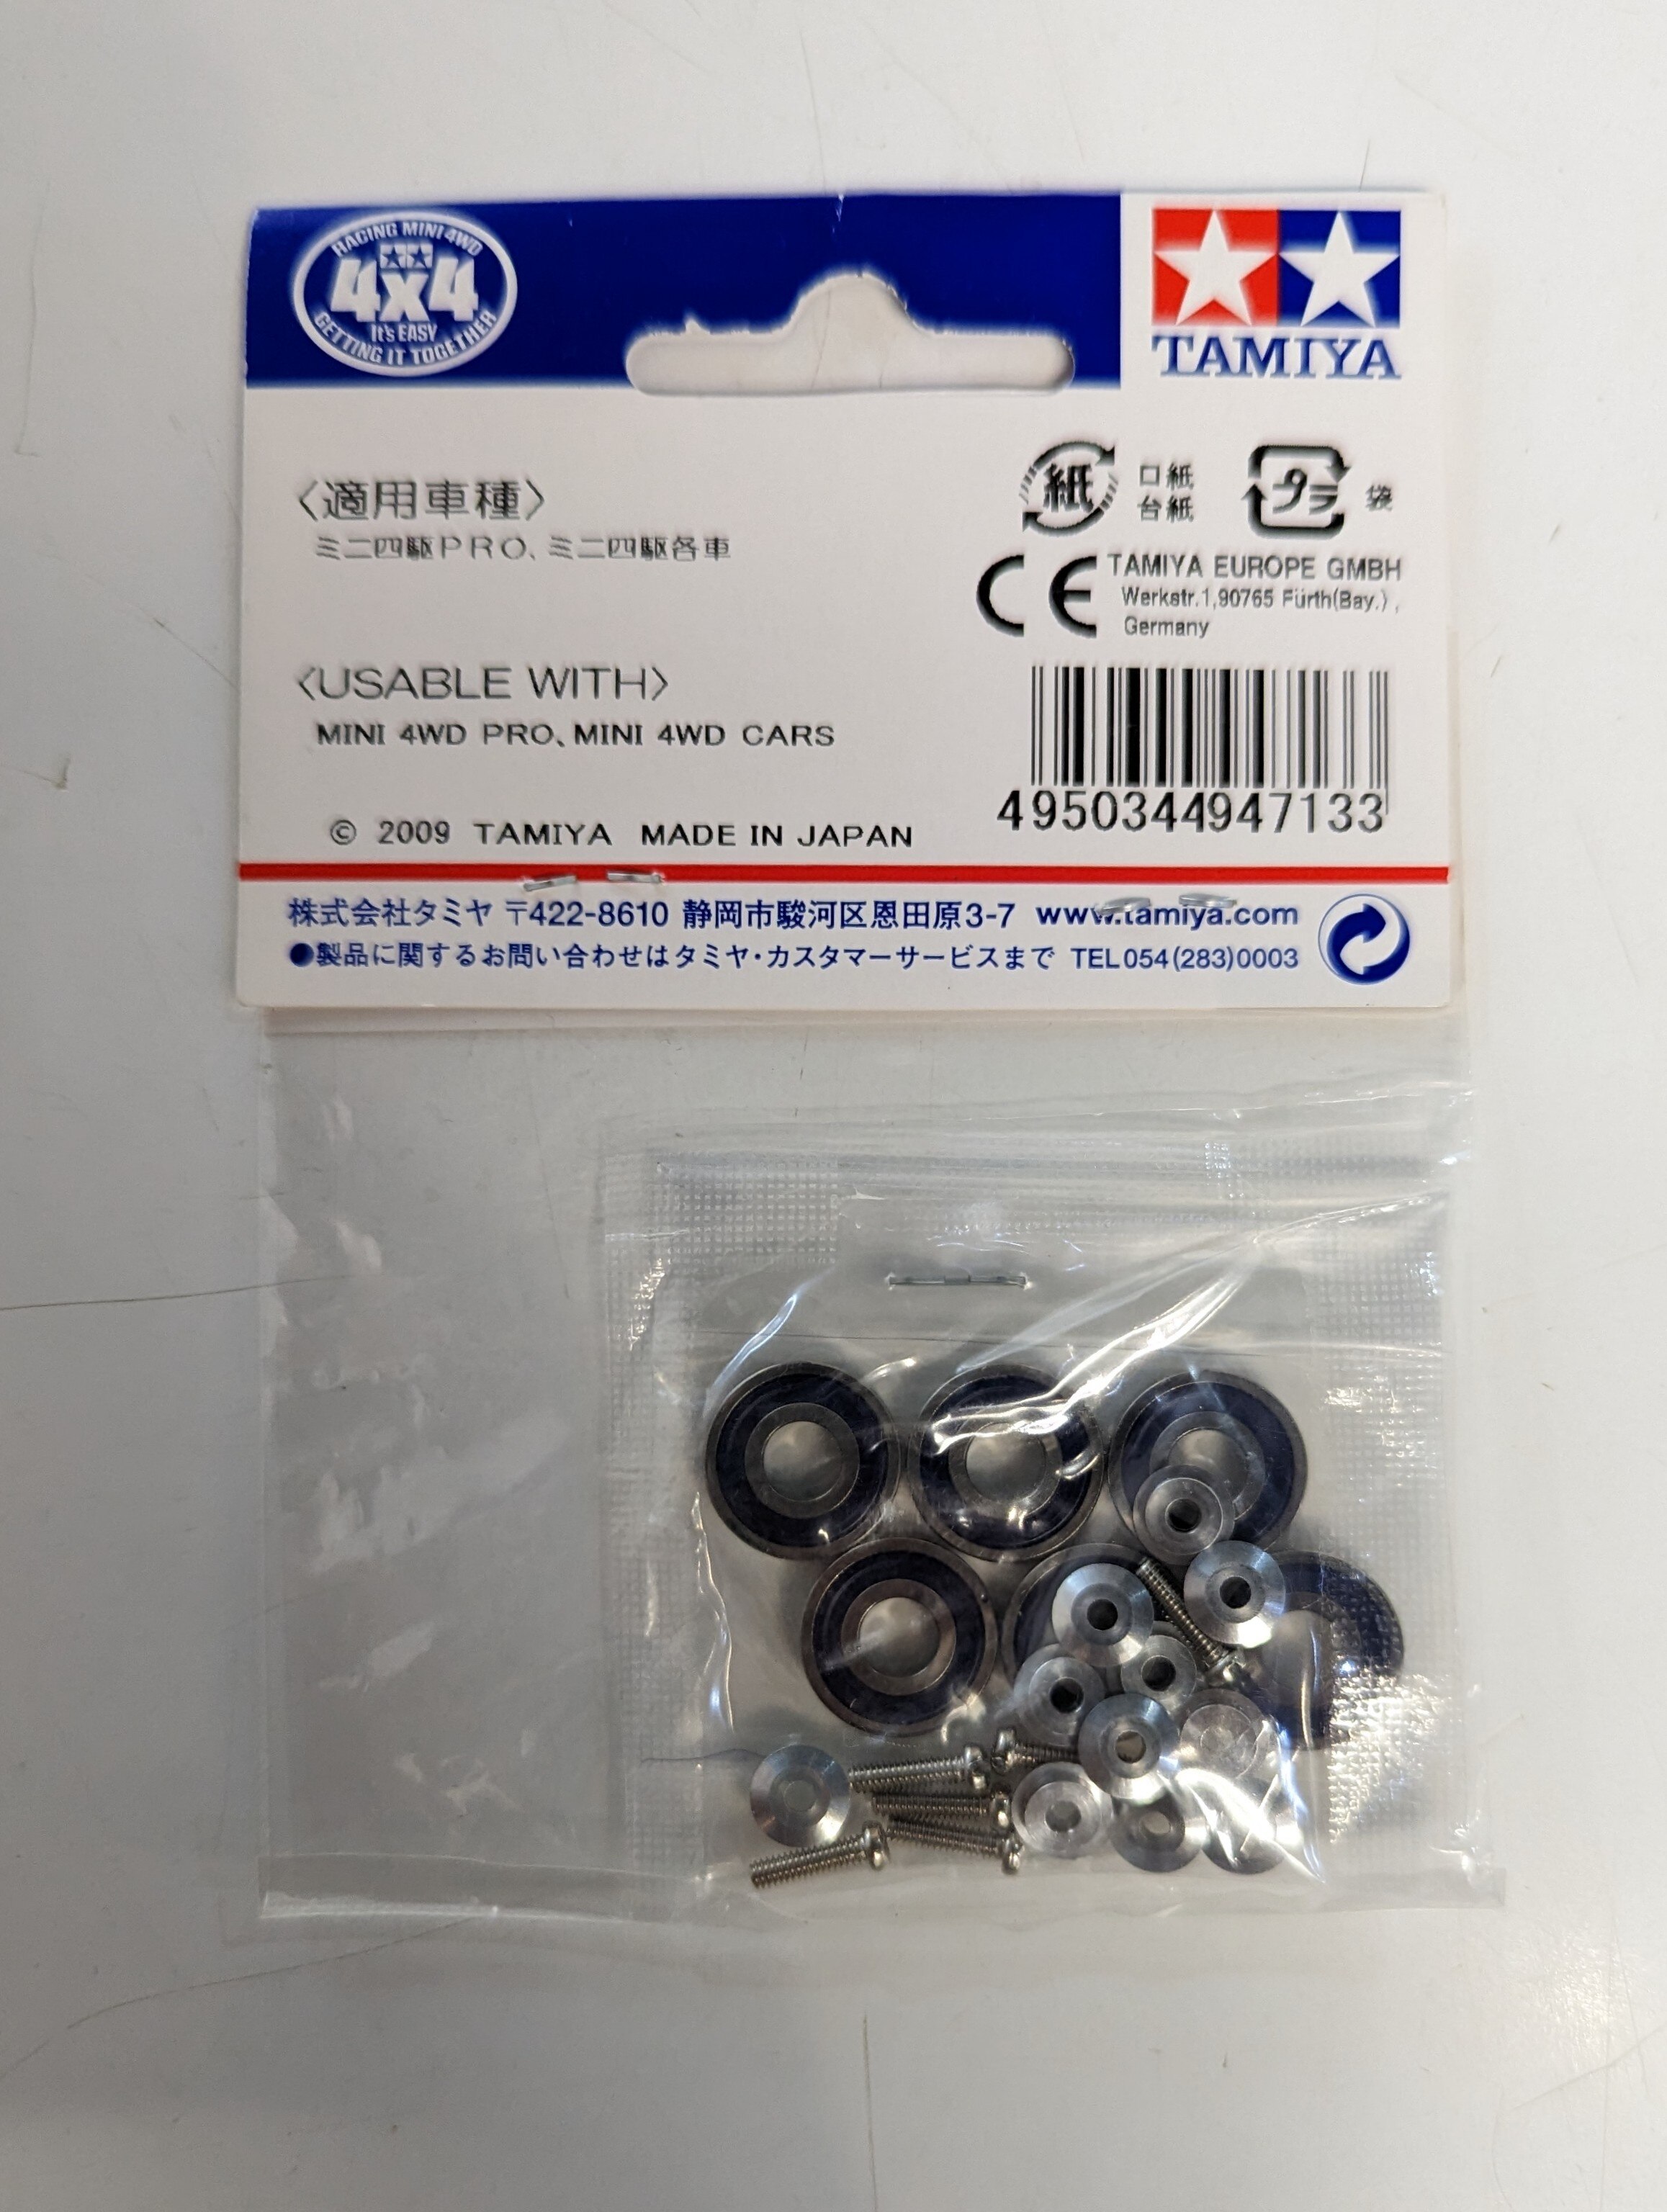 RACING MINI 4WD
4x4
It's EASY
GETTING IT TOGETHER
TAMIYA
〈適用車種〉
ミニ四駆PRO、ミニ四駆各車
紙
口紙
台紙
プラ
袋
CE
TAMIYA EUROPE GMBH
Werkstr.1,90765 Fürth(Bay.),
Germany
〈USABLE WITH〉
MINI 4WD PRO、MINI 4WD CARS
4950344947133
© 2009 TAMIYA MADE IN JAPAN
株式会社タミヤ 〒422-8610 静岡市駿河区恩田原3-7 www.tamiya.com
●製品に関するお問い合わせはタミヤ・カスタマーサービスまで TEL054(283)0003